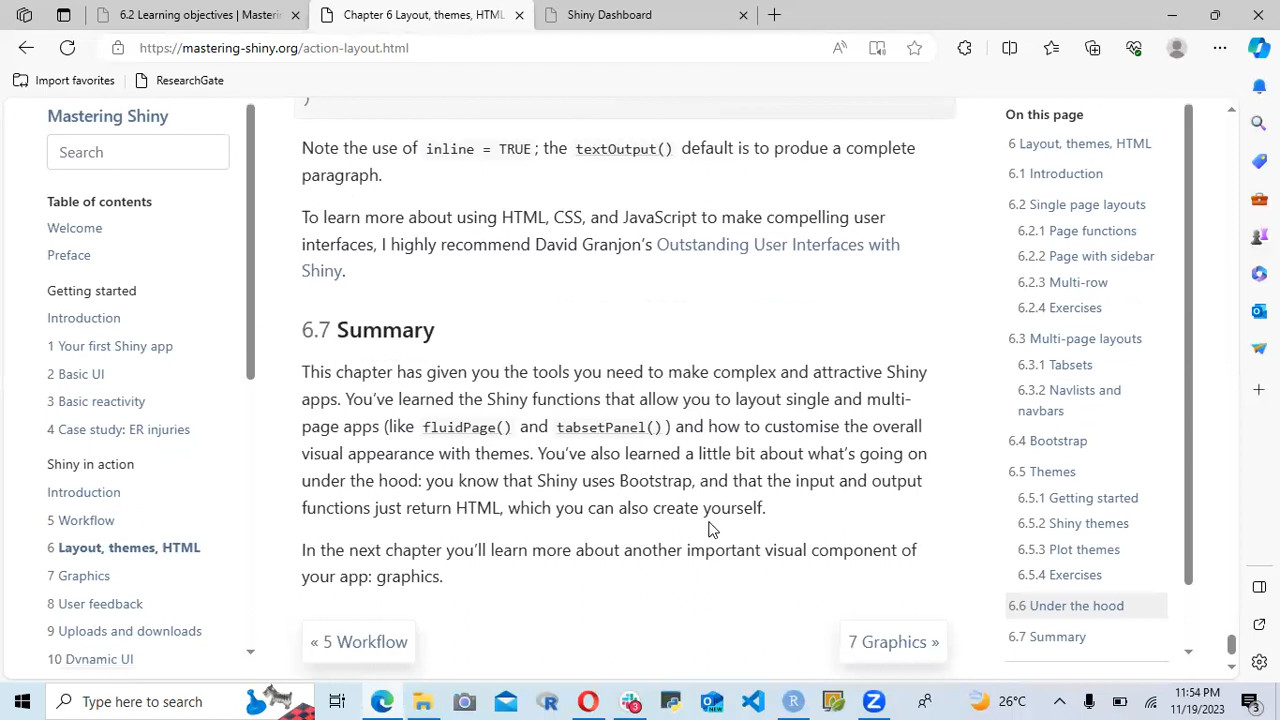 6.2 Learning objectives | Masteri
Chapter 6 Layout, themes, HTML
Shiny Dashboard
https://mastering-shiny.org/action-layout.html
Import favorites
ResearchGate
Mastering Shiny
Search
Table of contents
Welcome
Preface
Getting started
Introduction
1 Your first Shiny app
2 Basic UI
3 Basic reactivity
4 Case study: ER injuries
Shiny in action
Introduction
5 Workflow
6 Layout, themes, HTML
7 Graphics
8 User feedback
9 Uploads and downloads
10 Dynamic UI
)
Note the use of inline = TRUE; the textOutput() default is to produe a complete
paragraph.
To learn more about using HTML, CSS, and JavaScript to make compelling user
interfaces, I highly recommend David Granjon's Outstanding User Interfaces with
Shiny.
6.7 Summary
This chapter has given you the tools you need to make complex and attractive Shiny
apps. You've learned the Shiny functions that allow you to layout single and multi-
page apps (like fluidPage() and tabsetPanel()) and how to customise the overall
visual appearance with themes. You've also learned a little bit about what's going on
under the hood: you know that Shiny uses Bootstrap, and that the input and output
functions just return HTML, which you can also create yourself.
In the next chapter you'll learn more about another important visual component of
your app: graphics.
« 5 Workflow
7 Graphics »
On this page
6 Layout, themes, HTML
6.1 Introduction
6.2 Single page layouts
6.2.1 Page functions
6.2.2 Page with sidebar
6.2.3 Multi-row
6.2.4 Exercises
6.3 Multi-page layouts
6.3.1 Tabsets
6.3.2 Navlists and
navbars
6.4 Bootstrap
6.5 Themes
6.5.1 Getting started
6.5.2 Shiny themes
6.5.3 Plot themes
6.5.4 Exercises
6.6 Under the hood
6.7 Summary
Type here to search
3
26°C
11:54 PM
11/19/2023
3